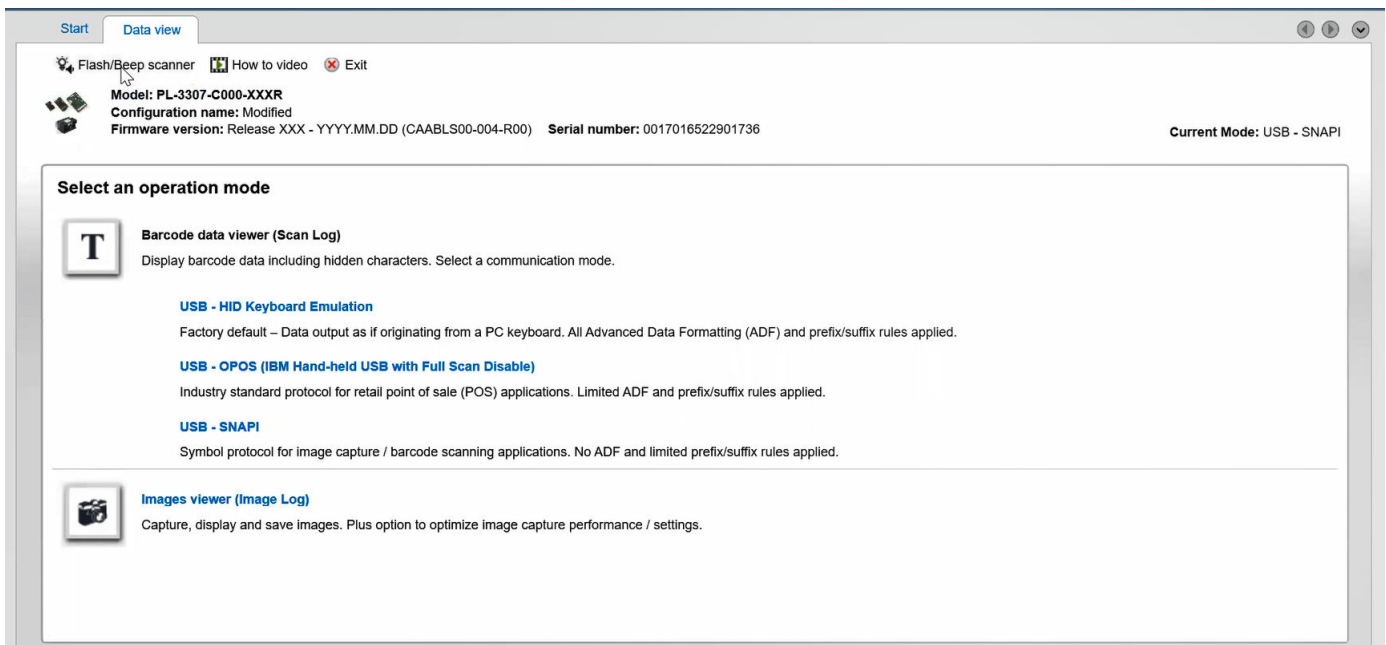 Start Data view
Flash/Beep scanner How to video Exit
Model: PL-3307-C000-XXXR
Configuration name: Modified
Firmware version: Release XXX - YYYY.MM.DD (CAABLS00-004-R00) Serial number: 0017016522901736
Current Mode: USB - SNAPI
Select an operation mode
T
Barcode data viewer (Scan Log)
Display barcode data including hidden characters. Select a communication mode.
USB - HID Keyboard Emulation
Factory default – Data output as if originating from a PC keyboard. All Advanced Data Formatting (ADF) and prefix/suffix rules applied.
USB - OPOS (IBM Hand-held USB with Full Scan Disable)
Industry standard protocol for retail point of sale (POS) applications. Limited ADF and prefix/suffix rules applied.
USB - SNAPI
Symbol protocol for image capture / barcode scanning applications. No ADF and limited prefix/suffix rules applied.
Images viewer (Image Log)
Capture, display and save images. Plus option to optimize image capture performance / settings.